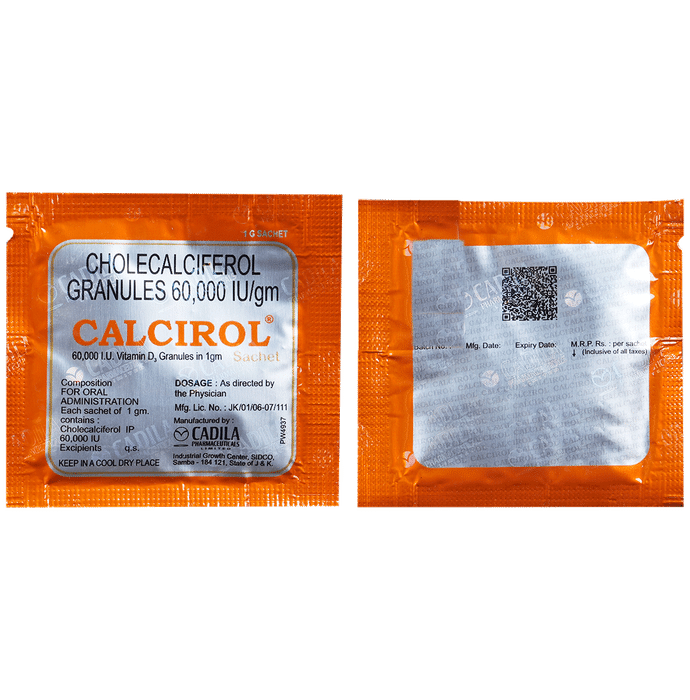 1 G SACHET
CHOLECALCIFEROL
GRANULES 60,000 IU/gm
CALCIROL®
60,000 I.U. Vitamin D3 Granules in 1gm Sachet
Composition
FOR ORAL
ADMINISTRATION
Each sachet of 1 gm.
contains :
Cholecalciferol IP
60,000 IU
Excipients q.s.
KEEP IN A COOL DRY PLACE
DOSAGE : As directed by
the Physician
Mfg. Lic. No. : JK/01/06-07/111
Manufactured by :
CADILA
PHARMACEUTICALS
LIMITED
Industrial Growth Center, SIDCO,
Samba - 184 121, State of J & K.
PW4937
Batch No. : Mfg. Date: Expiry Date: M.R.P. Rs. : per sachet
↓ (Inclusive of all taxes)